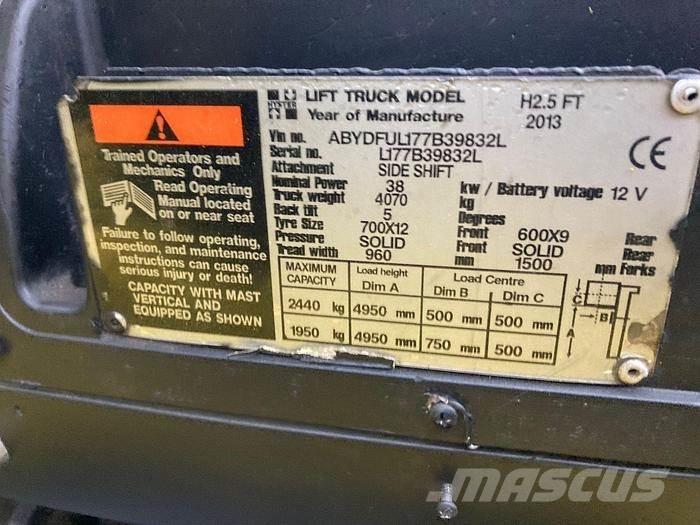 Trained Operators and
Mechanics Only
Read Operating
Manual located
on or near seat
Failure to follow operating,
inspection, and maintenance
instructions can cause
serious injury or death!
CAPACITY WITH MAST
VERTICAL AND
EQUIPPED AS SHOWN
HYSTER LIFT TRUCK MODEL H2.5 FT
Year of Manufacture 2013
CE
Vin no. ABYDFUL177B39832L
Serial no. L177B39832L
Attachment SIDE SHIFT
Nominal Power 38 kw / Battery voltage 12 V
Truck weight 4070 kg
Back tilt 5 Degrees
Tyre Size 700X12 Front 600X9 Rear
Pressure SOLID Front SOLID Rear
Tread width 960 mm 1500 mm Forks
MAXIMUM CAPACITY Load height Dim A Load Centre Dim B Dim C
2440 kg 4950 mm 500 mm 500 mm
1950 kg 4950 mm 750 mm 500 mm
C
B
A
MASCUS